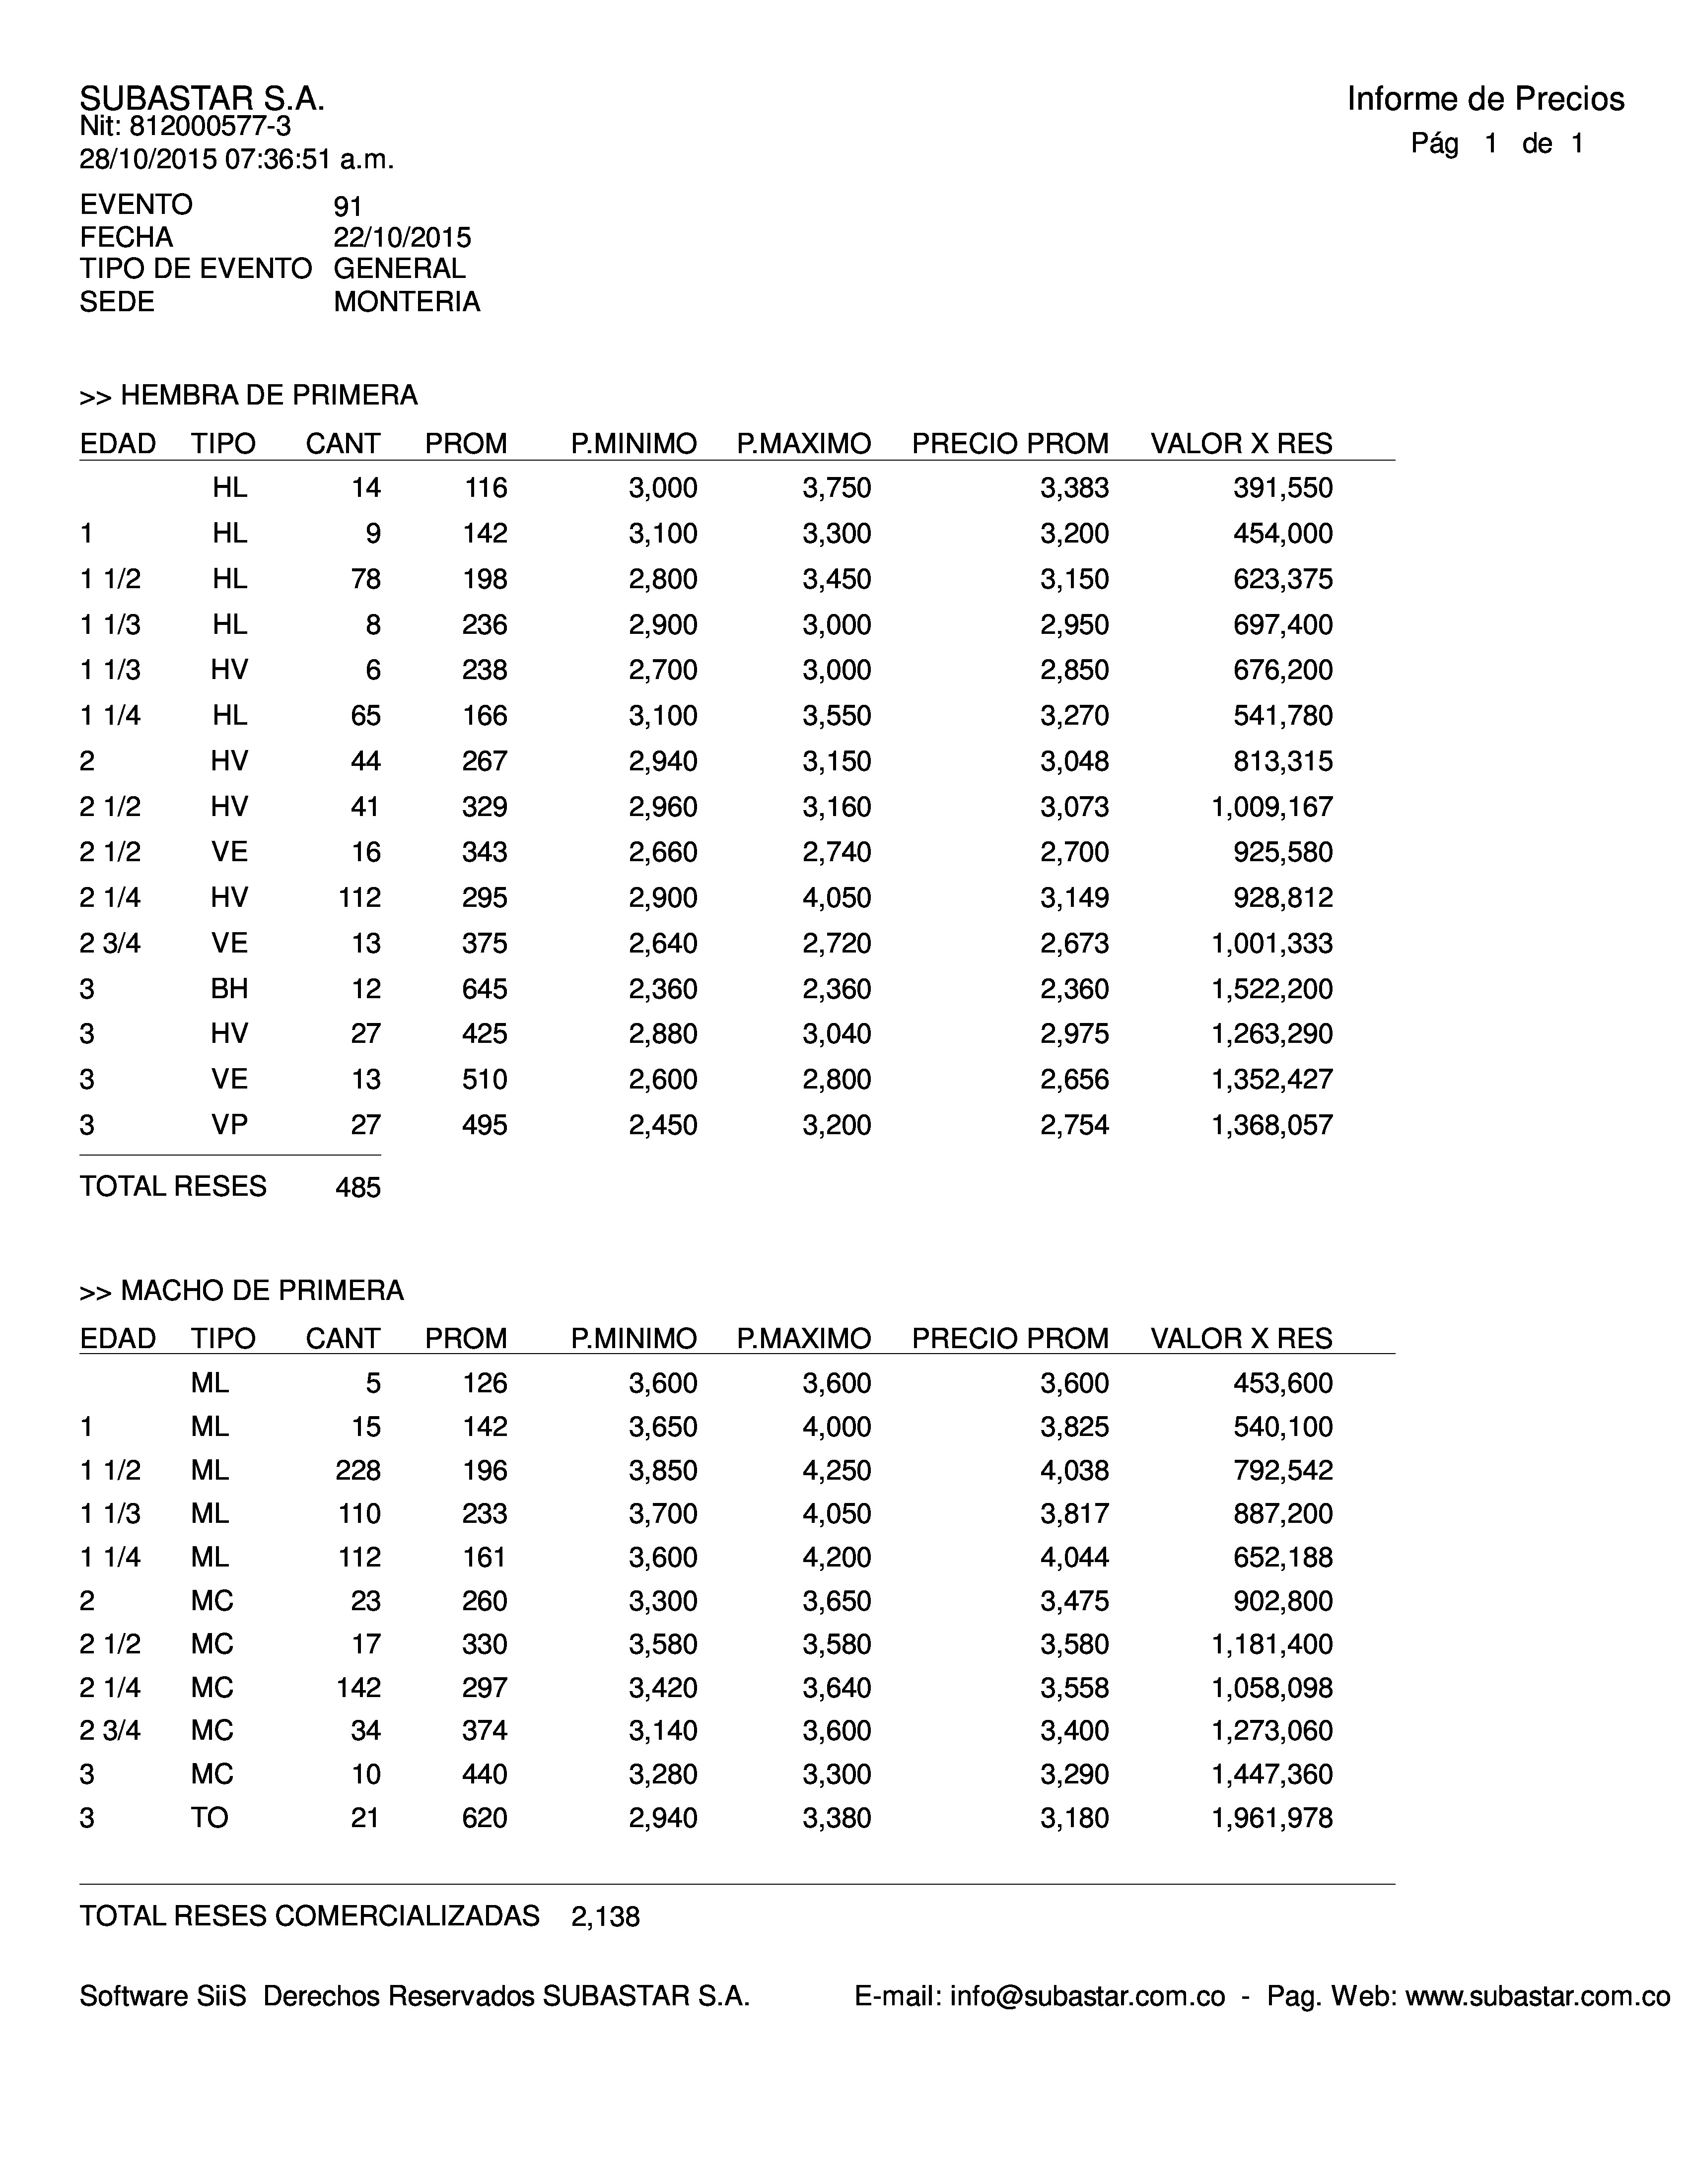 SUBASTAR S.A.
Nit: 812000577-3
28/10/2015 07:36:51 a.m.
Informe de Precios
Pág 1 de 1
EVENTO 91
FECHA 22/10/2015
TIPO DE EVENTO GENERAL
SEDE MONTERIA
>> HEMBRA DE PRIMERA
EDAD TIPO CANT PROM P.MINIMO P.MAXIMO PRECIO PROM VALOR X RES
HL 14 116 3,000 3,750 3,383 391,550
1 HL 9 142 3,100 3,300 3,200 454,000
1 1/2 HL 78 198 2,800 3,450 3,150 623,375
1 1/3 HL 8 236 2,900 3,000 2,950 697,400
1 1/3 HV 6 238 2,700 3,000 2,850 676,200
1 1/4 HL 65 166 3,100 3,550 3,270 541,780
2 HV 44 267 2,940 3,150 3,048 813,315
2 1/2 HV 41 329 2,960 3,160 3,073 1,009,167
2 1/2 VE 16 343 2,660 2,740 2,700 925,580
2 1/4 HV 112 295 2,900 4,050 3,149 928,812
2 3/4 VE 13 375 2,640 2,720 2,673 1,001,333
3 BH 12 645 2,360 2,360 2,360 1,522,200
3 HV 27 425 2,880 3,040 2,975 1,263,290
3 VE 13 510 2,600 2,800 2,656 1,352,427
3 VP 27 495 2,450 3,200 2,754 1,368,057
TOTAL RESES 485
>> MACHO DE PRIMERA
EDAD TIPO CANT PROM P.MINIMO P.MAXIMO PRECIO PROM VALOR X RES
ML 5 126 3,600 3,600 3,600 453,600
1 ML 15 142 3,650 4,000 3,825 540,100
1 1/2 ML 228 196 3,850 4,250 4,038 792,542
1 1/3 ML 110 233 3,700 4,050 3,817 887,200
1 1/4 ML 112 161 3,600 4,200 4,044 652,188
2 MC 23 260 3,300 3,650 3,475 902,800
2 1/2 MC 17 330 3,580 3,580 3,580 1,181,400
2 1/4 MC 142 297 3,420 3,640 3,558 1,058,098
2 3/4 MC 34 374 3,140 3,600 3,400 1,273,060
3 MC 10 440 3,280 3,300 3,290 1,447,360
3 TO 21 620 2,940 3,380 3,180 1,961,978
TOTAL RESES COMERCIALIZADAS 2,138
Software SiiS Derechos Reservados SUBASTAR S.A. E-mail: info@subastar.com.co - Pag. Web: www.subastar.com.co